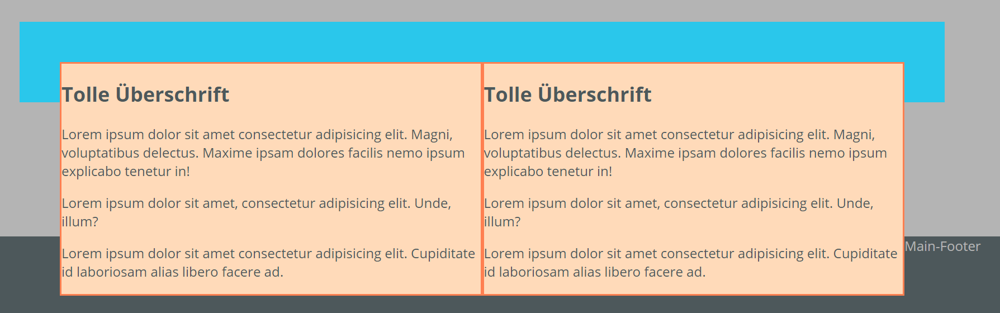 Tolle Überschrift
Lorem ipsum dolor sit amet consectetur adipisicing elit. Magni,
voluptatibus delectus. Maxime ipsam dolores facilis nemo ipsum
explicabo tenetur in!
Lorem ipsum dolor sit amet, consectetur adipisicing elit. Unde,
illum?
Lorem ipsum dolor sit amet consectetur adipisicing elit. Cupiditate
id laboriosam alias libero facere ad.
Tolle Überschrift
Lorem ipsum dolor sit amet consectetur adipisicing elit. Magni,
voluptatibus delectus. Maxime ipsam dolores facilis nemo ipsum
explicabo tenetur in!
Lorem ipsum dolor sit amet, consectetur adipisicing elit. Unde,
illum?
Lorem ipsum dolor sit amet consectetur adipisicing elit. Cupiditate
id laboriosam alias libero facere ad.
Main-Footer